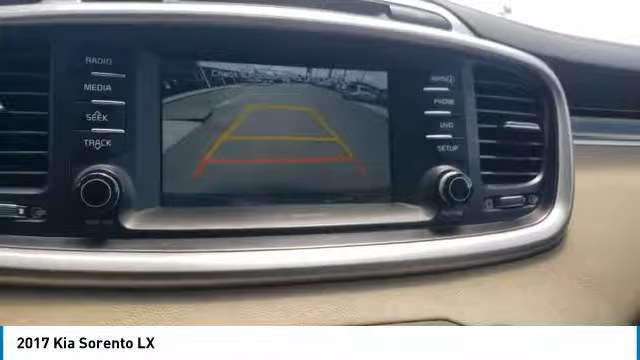 RADIO
MEDIA
SEEK
TRACK
PHONE
UVO
SETUP
2017 Kia Sorento LX